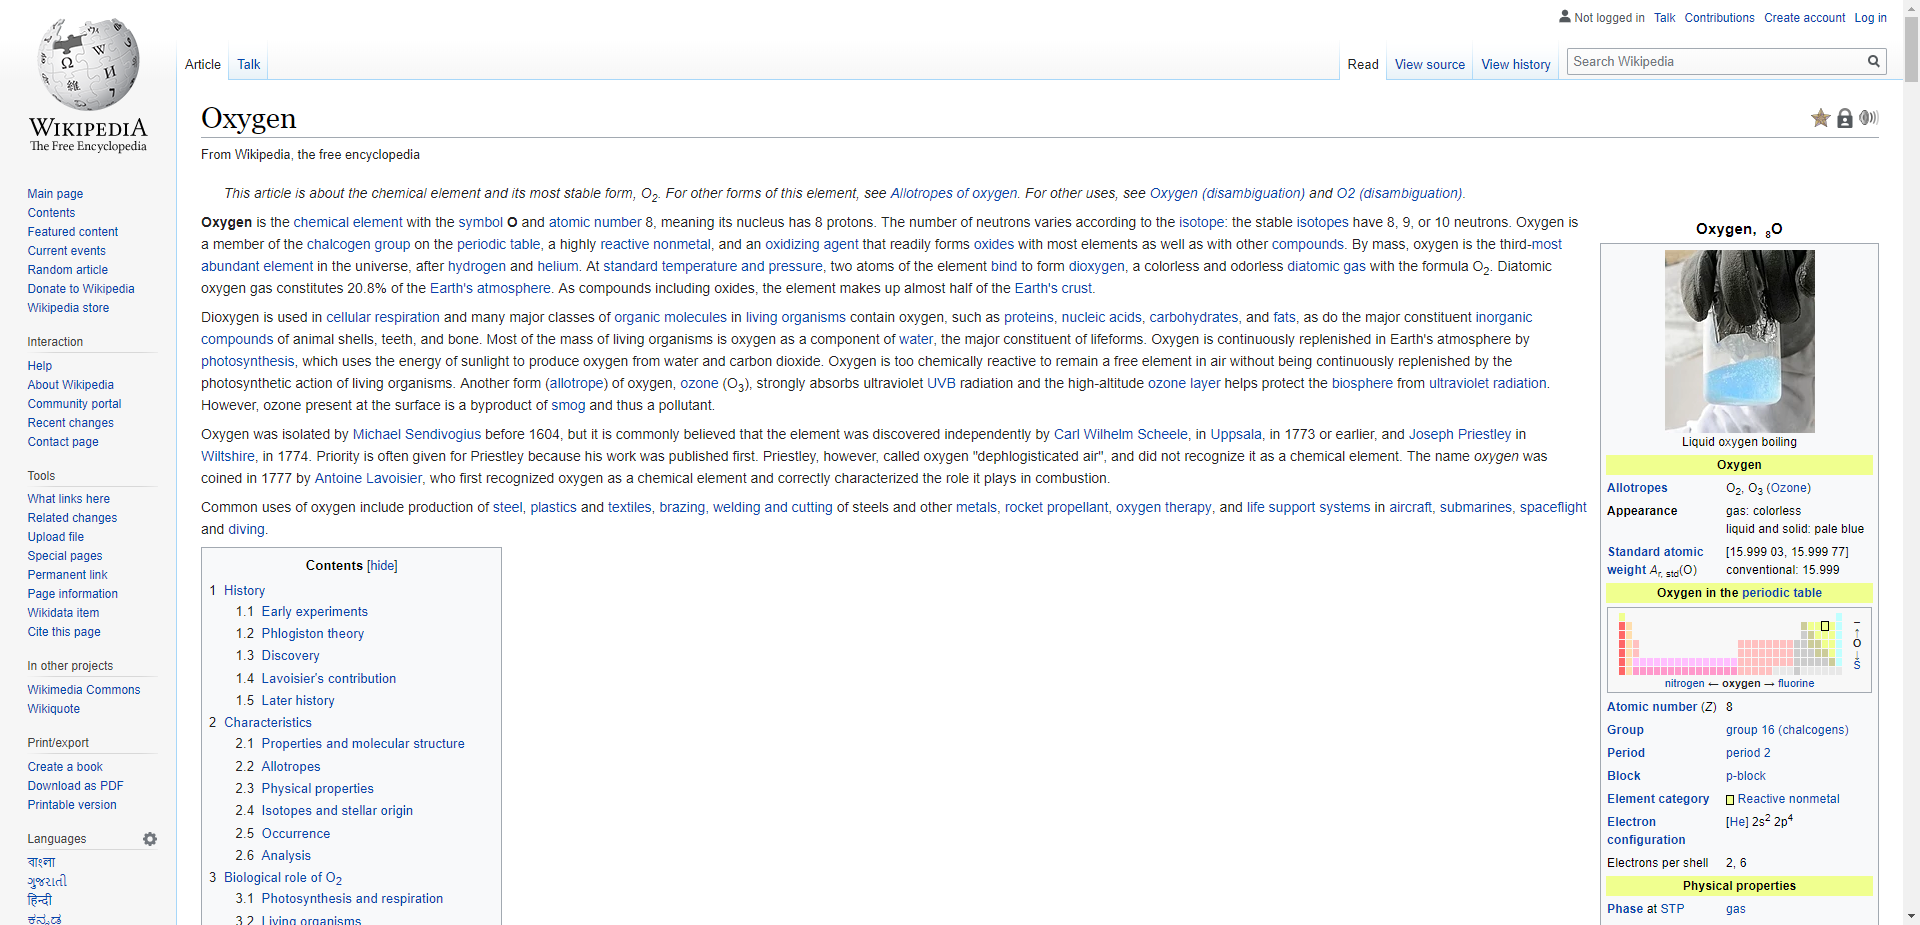 Not logged in Talk Contributions Create account Log in
Article Talk Read View source View history Search Wikipedia
WIKIPEDIA
The Free Encyclopedia
Main page
Contents
Featured content
Current events
Random article
Donate to Wikipedia
Wikipedia store
Interaction
Help
About Wikipedia
Community portal
Recent changes
Contact page
Tools
What links here
Related changes
Upload file
Special pages
Permanent link
Page information
Wikidata item
Cite this page
In other projects
Wikimedia Commons
Wikiquote
Print/export
Create a book
Download as PDF
Printable version
Languages
বাংলা
ગુજરાતી
हिन्दी
ಕನ್ನಡ
Oxygen
From Wikipedia, the free encyclopedia
This article is about the chemical element and its most stable form, O2. For other forms of this element, see Allotropes of oxygen. For other uses, see Oxygen (disambiguation) and O2 (disambiguation).
Oxygen is the chemical element with the symbol O and atomic number 8, meaning its nucleus has 8 protons. The number of neutrons varies according to the isotope: the stable isotopes have 8, 9, or 10 neutrons. Oxygen is
a member of the chalcogen group on the periodic table, a highly reactive nonmetal, and an oxidizing agent that readily forms oxides with most elements as well as with other compounds. By mass, oxygen is the third-most
abundant element in the universe, after hydrogen and helium. At standard temperature and pressure, two atoms of the element bind to form dioxygen, a colorless and odorless diatomic gas with the formula O2. Diatomic
oxygen gas constitutes 20.8% of the Earth's atmosphere. As compounds including oxides, the element makes up almost half of the Earth's crust.
Dioxygen is used in cellular respiration and many major classes of organic molecules in living organisms contain oxygen, such as proteins, nucleic acids, carbohydrates, and fats, as do the major constituent inorganic
compounds of animal shells, teeth, and bone. Most of the mass of living organisms is oxygen as a component of water, the major constituent of lifeforms. Oxygen is continuously replenished in Earth's atmosphere by
photosynthesis, which uses the energy of sunlight to produce oxygen from water and carbon dioxide. Oxygen is too chemically reactive to remain a free element in air without being continuously replenished by the
photosynthetic action of living organisms. Another form (allotrope) of oxygen, ozone (O3), strongly absorbs ultraviolet UVB radiation and the high-altitude ozone layer helps protect the biosphere from ultraviolet radiation.
However, ozone present at the surface is a byproduct of smog and thus a pollutant.
Oxygen was isolated by Michael Sendivogius before 1604, but it is commonly believed that the element was discovered independently by Carl Wilhelm Scheele, in Uppsala, in 1773 or earlier, and Joseph Priestley in
Wiltshire, in 1774. Priority is often given for Priestley because his work was published first. Priestley, however, called oxygen "dephlogisticated air", and did not recognize it as a chemical element. The name oxygen was
coined in 1777 by Antoine Lavoisier, who first recognized oxygen as a chemical element and correctly characterized the role it plays in combustion.
Common uses of oxygen include production of steel, plastics and textiles, brazing, welding and cutting of steels and other metals, rocket propellant, oxygen therapy, and life support systems in aircraft, submarines, spaceflight
and diving.
Contents [hide]
1 History
1.1 Early experiments
1.2 Phlogiston theory
1.3 Discovery
1.4 Lavoisier's contribution
1.5 Later history
2 Characteristics
2.1 Properties and molecular structure
2.2 Allotropes
2.3 Physical properties
2.4 Isotopes and stellar origin
2.5 Occurrence
2.6 Analysis
3 Biological role of O2
3.1 Photosynthesis and respiration
3.2 Living organisms
Oxygen, 8O
Liquid oxygen boiling
Oxygen
Allotropes O2, O3 (Ozone)
Appearance gas: colorless
liquid and solid: pale blue
Standard atomic [15.999 03, 15.999 77]
weight Ar, std(O) conventional: 15.999
Oxygen in the periodic table
–
↑
O
↓
S
nitrogen ← oxygen → fluorine
Atomic number (Z) 8
Group group 16 (chalcogens)
Period period 2
Block p-block
Element category Reactive nonmetal
Electron [He] 2s2 2p4
configuration
Electrons per shell 2, 6
Physical properties
Phase at STP gas